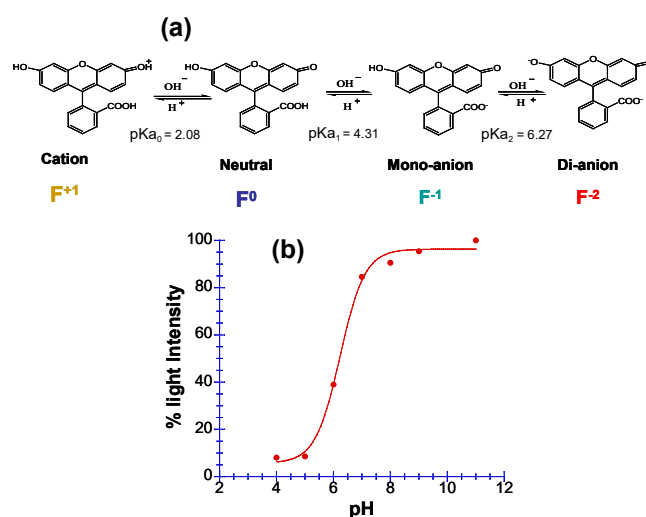 (a)
HO O OH+ HO O O HO O O -O O O
OH⁻ OH⁻ OH⁻ OH⁻
H⁺ H⁺ H⁺
COOH COOH COO⁻ COO⁻
pKa₀ = 2.08 pKa₁ = 4.31 pKa₂ = 6.27
Cation Neutral Mono-anion Di-anion
F⁺¹ F⁰ F⁻¹ F⁻²
(b)
100
80
60
40
20
0
% light Intensity
2 4 6 8 10 12
pH